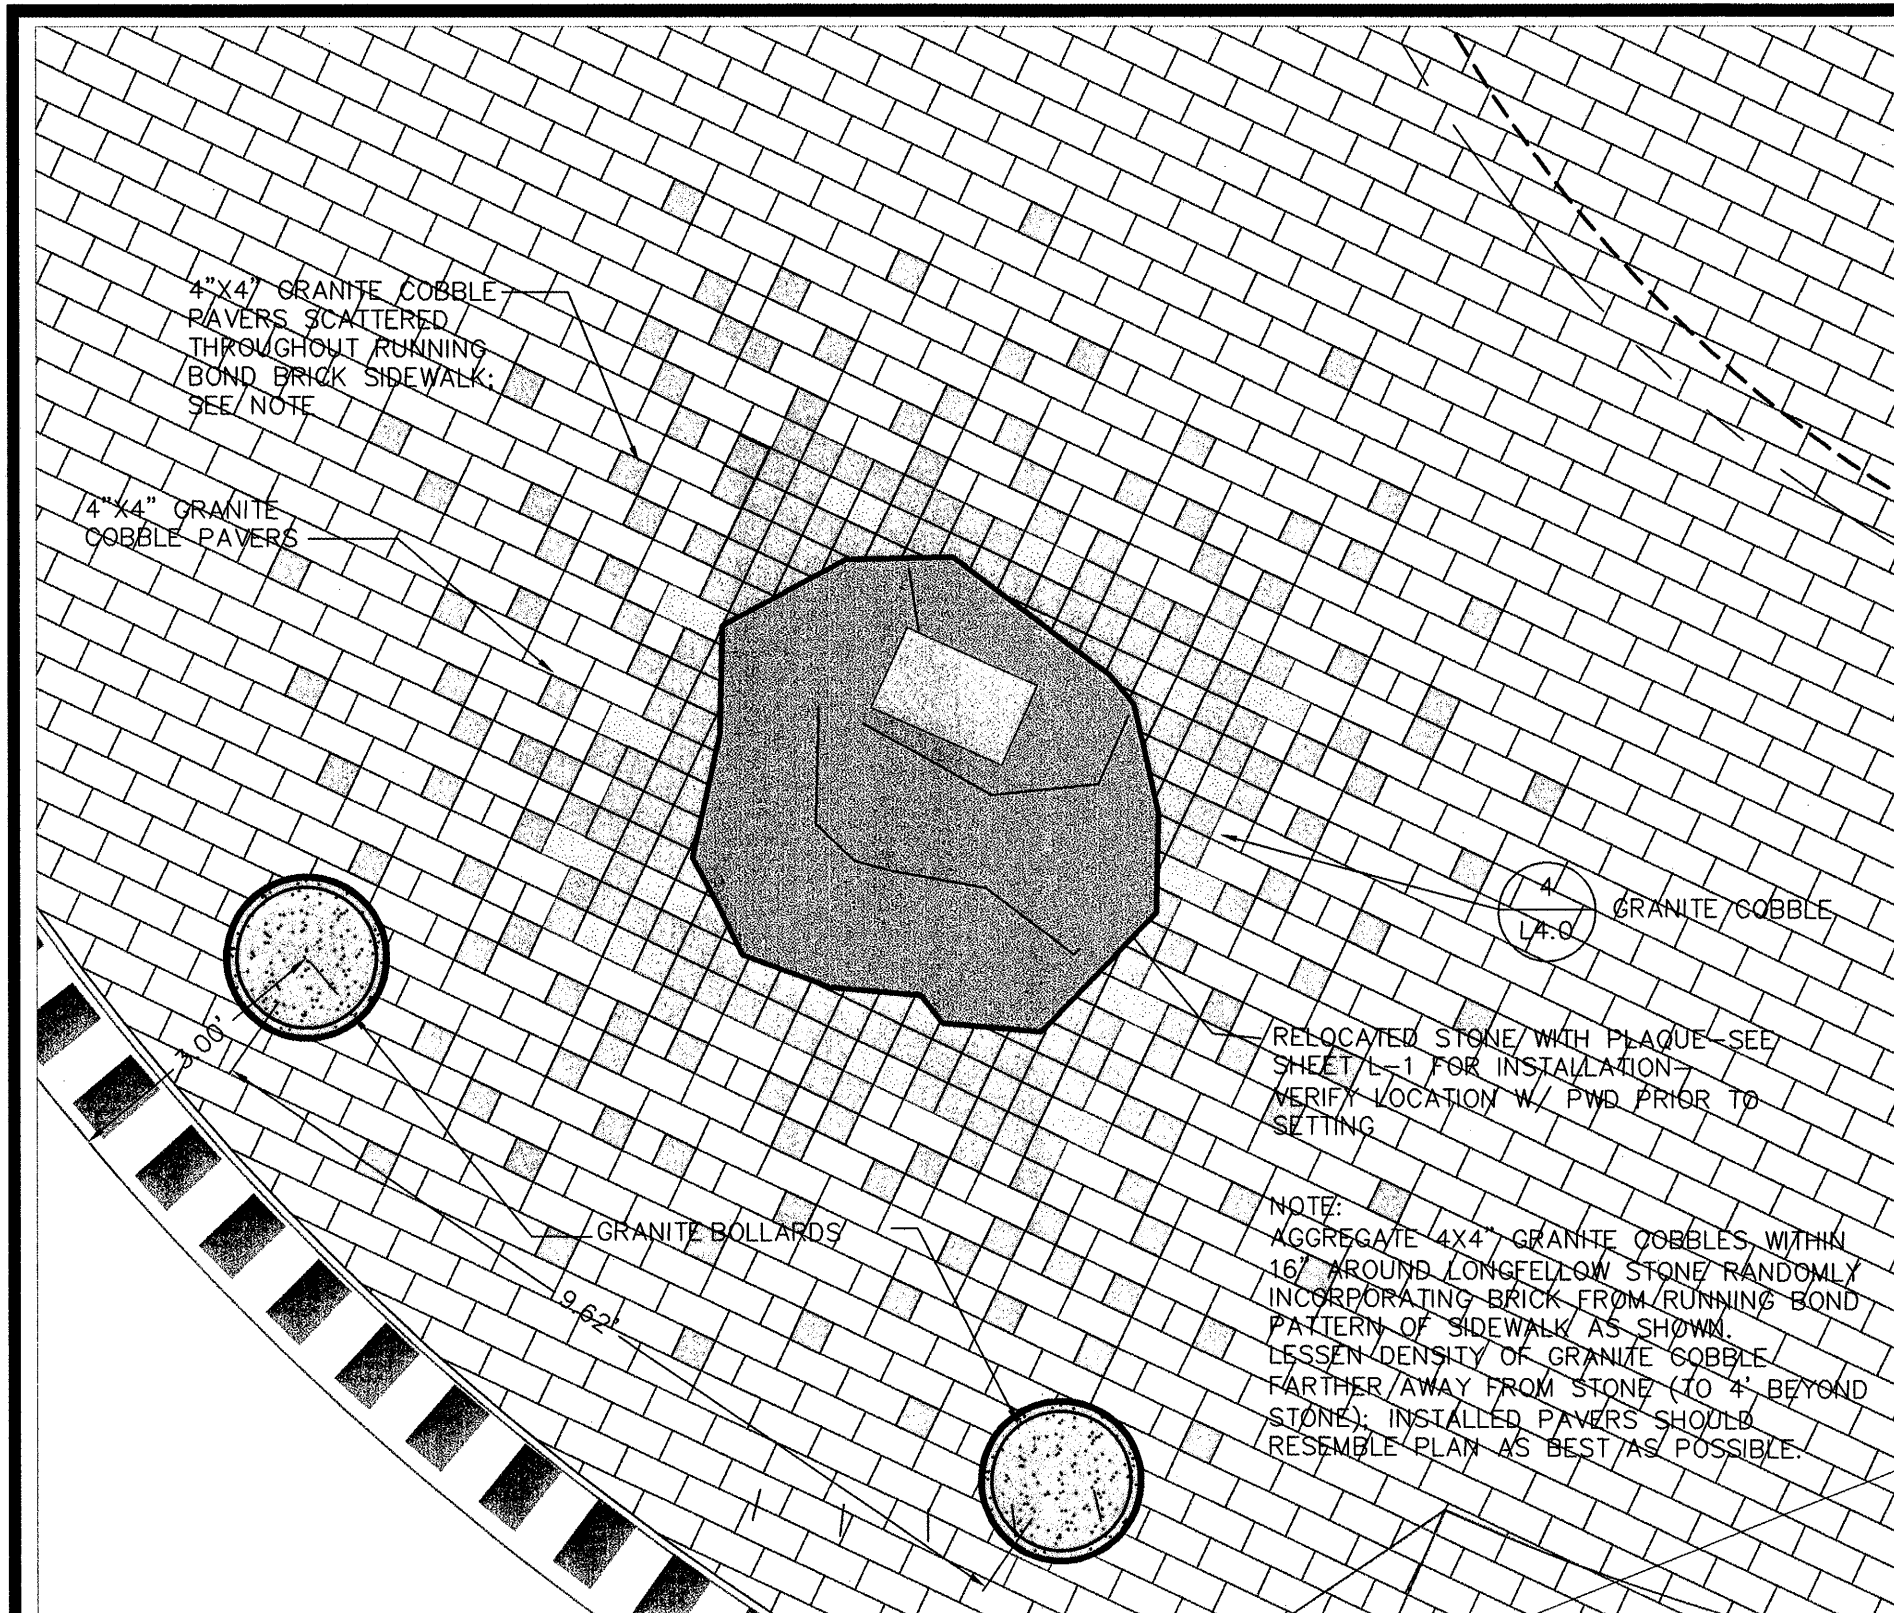 4"X4" GRANITE COBBLE
PAVERS SCATTERED
THROUGHOUT RUNNING
BOND BRICK SIDEWALK;
SEE NOTE
4"X4" GRANITE
COBBLE PAVERS
4
L4.0
GRANITE COBBLE
3.00'
RELOCATED STONE WITH PLAQUE-SEE
SHEET L-1 FOR INSTALLATION-
VERIFY LOCATION W/ PWD PRIOR TO
SETTING
GRANITE BOLLARDS
9.62'
NOTE:
AGGREGATE 4X4" GRANITE COBBLES WITHIN
16" AROUND LONGFELLOW STONE RANDOMLY
INCORPORATING BRICK FROM RUNNING BOND
PATTERN OF SIDEWALK AS SHOWN.
LESSEN DENSITY OF GRANITE COBBLE
FARTHER AWAY FROM STONE (TO 4' BEYOND
STONE); INSTALLED PAVERS SHOULD
RESEMBLE PLAN AS BEST AS POSSIBLE.